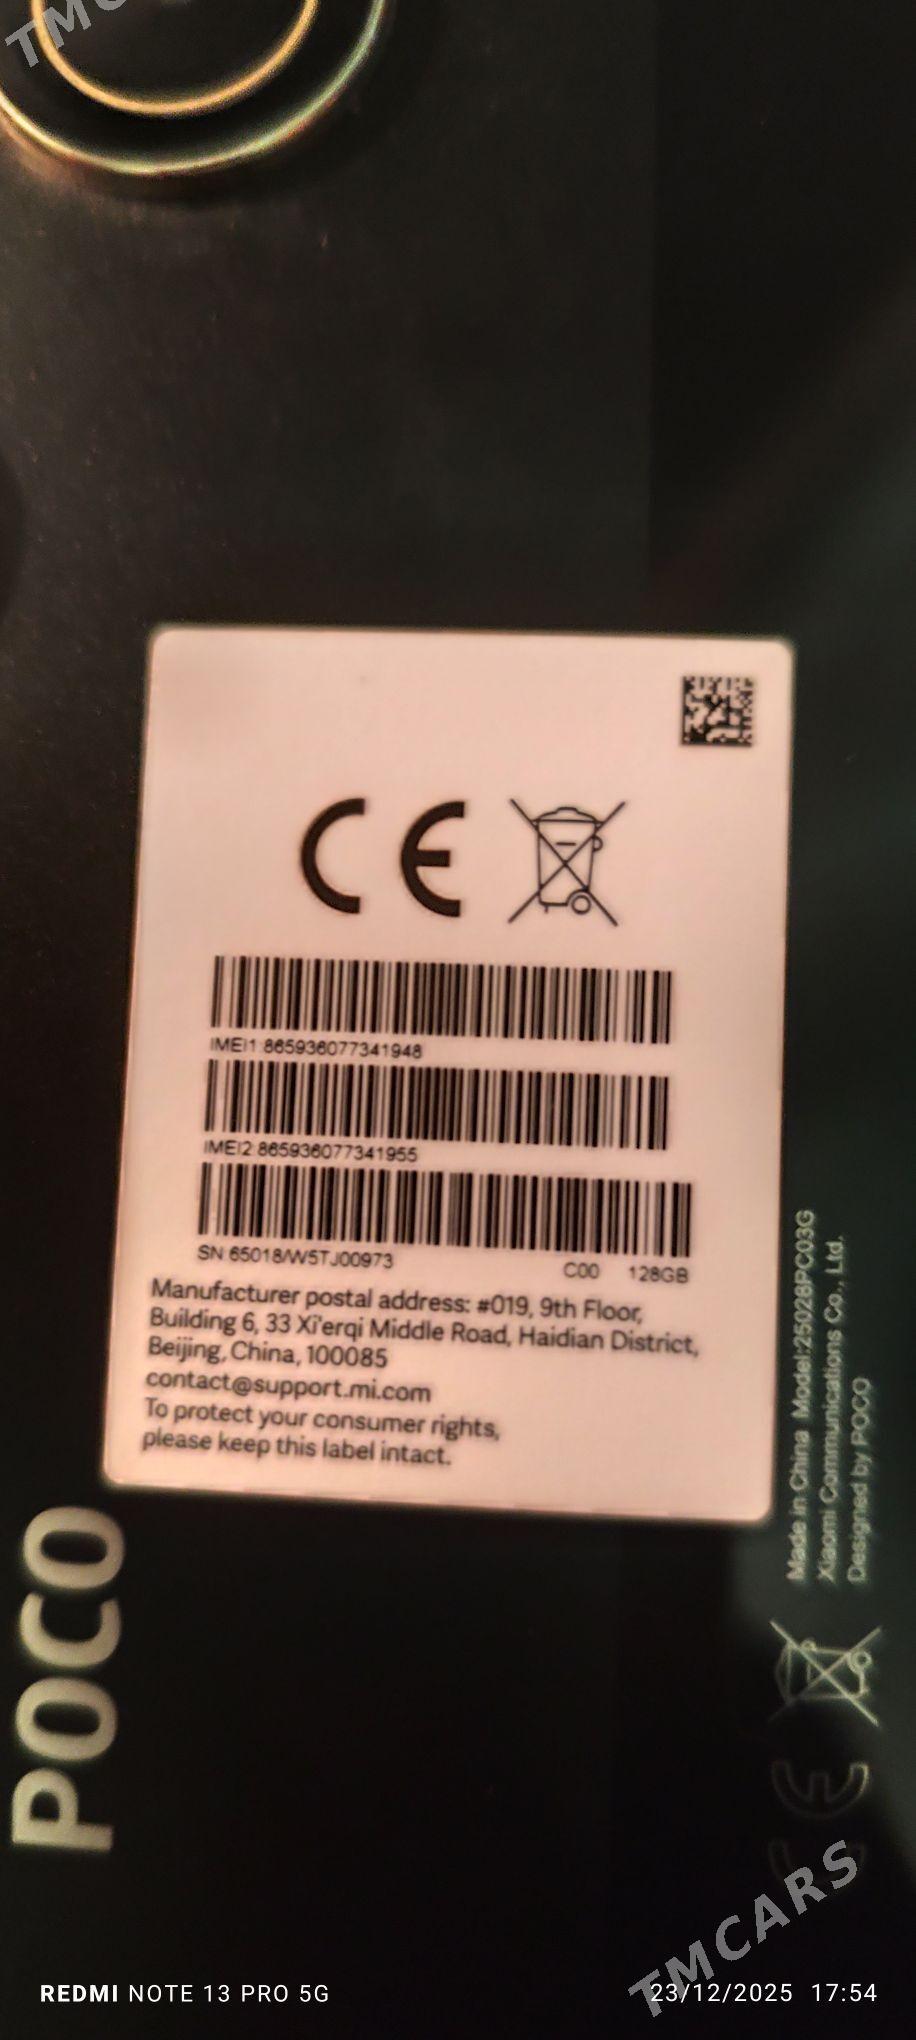 CE
IMEI1:865936077341948
IMEI2:865936077341955
SN:65018/W5TJ00973
C00 128GB
Manufacturer postal address: #019, 9th Floor,
Building 6, 33 Xi'erqi Middle Road, Haidian District,
Beijing, China, 100085
contact@support.mi.com
To protect your consumer rights,
please keep this label intact.
POCO
Made in China Model:25028PC03G
Xiaomi Communications Co., Ltd.
Designed by POCO
CE
TMCARS
REDMI NOTE 13 PRO 5G
23/12/2025 17:54